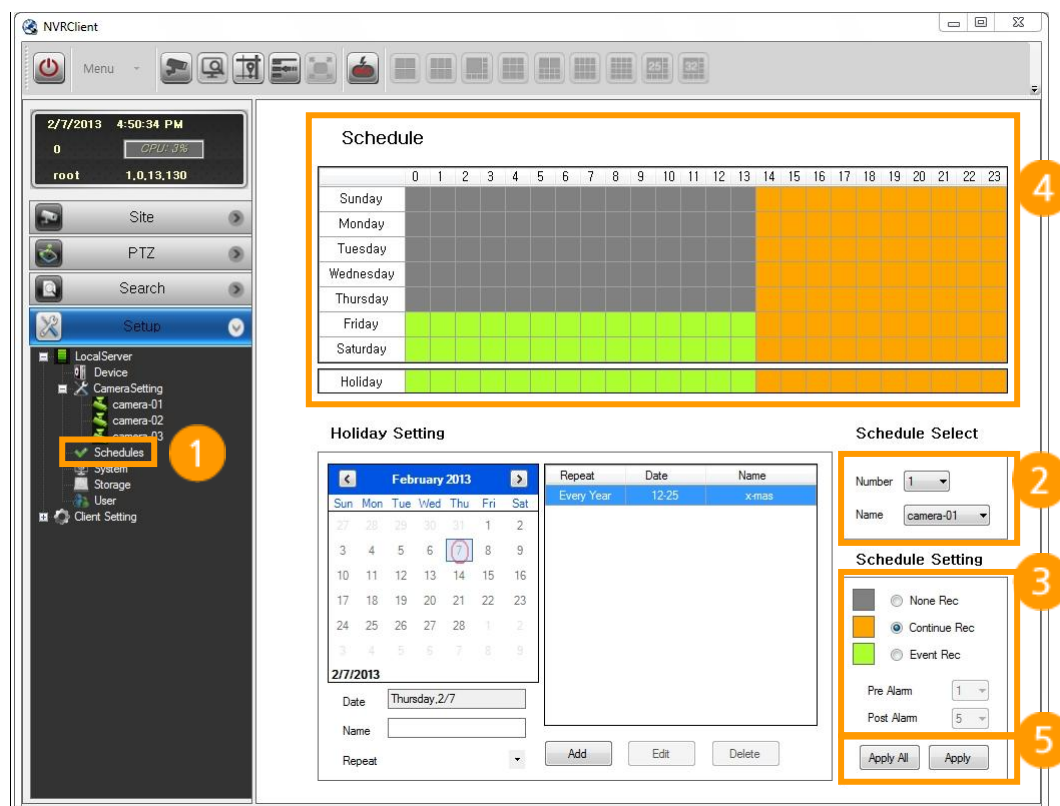 NVRClient
Menu
25 32
2/7/2013 4:50:34 PM
0 CPU: 3%
root 1,0,13,130
Site
PTZ
Search
Setup
LocalServer
Device
CameraSetting
camera-01
camera-02
camera-03
Schedules
System
Storage
User
Client Setting
1
Schedule
0 1 2 3 4 5 6 7 8 9 10 11 12 13 14 15 16 17 18 19 20 21 22 23
Sunday
Monday
Tuesday
Wednesday
Thursday
Friday
Saturday
Holiday
4
Holiday Setting
February 2013
Sun Mon Tue Wed Thu Fri Sat
27 28 29 30 31 1 2
3 4 5 6 7 8 9
10 11 12 13 14 15 16
17 18 19 20 21 22 23
24 25 26 27 28 1 2
3 4 5 6 7 8 9
2/7/2013
Date Thursday,2/7
Name
Repeat
Repeat Date Name
Every Year 12-25 x-mas
Add Edit Delete
Schedule Select
Number 1
Name camera-01
2
Schedule Setting
3
None Rec
Continue Rec
Event Rec
Pre Alarm 1
Post Alarm 5
5
Apply All Apply